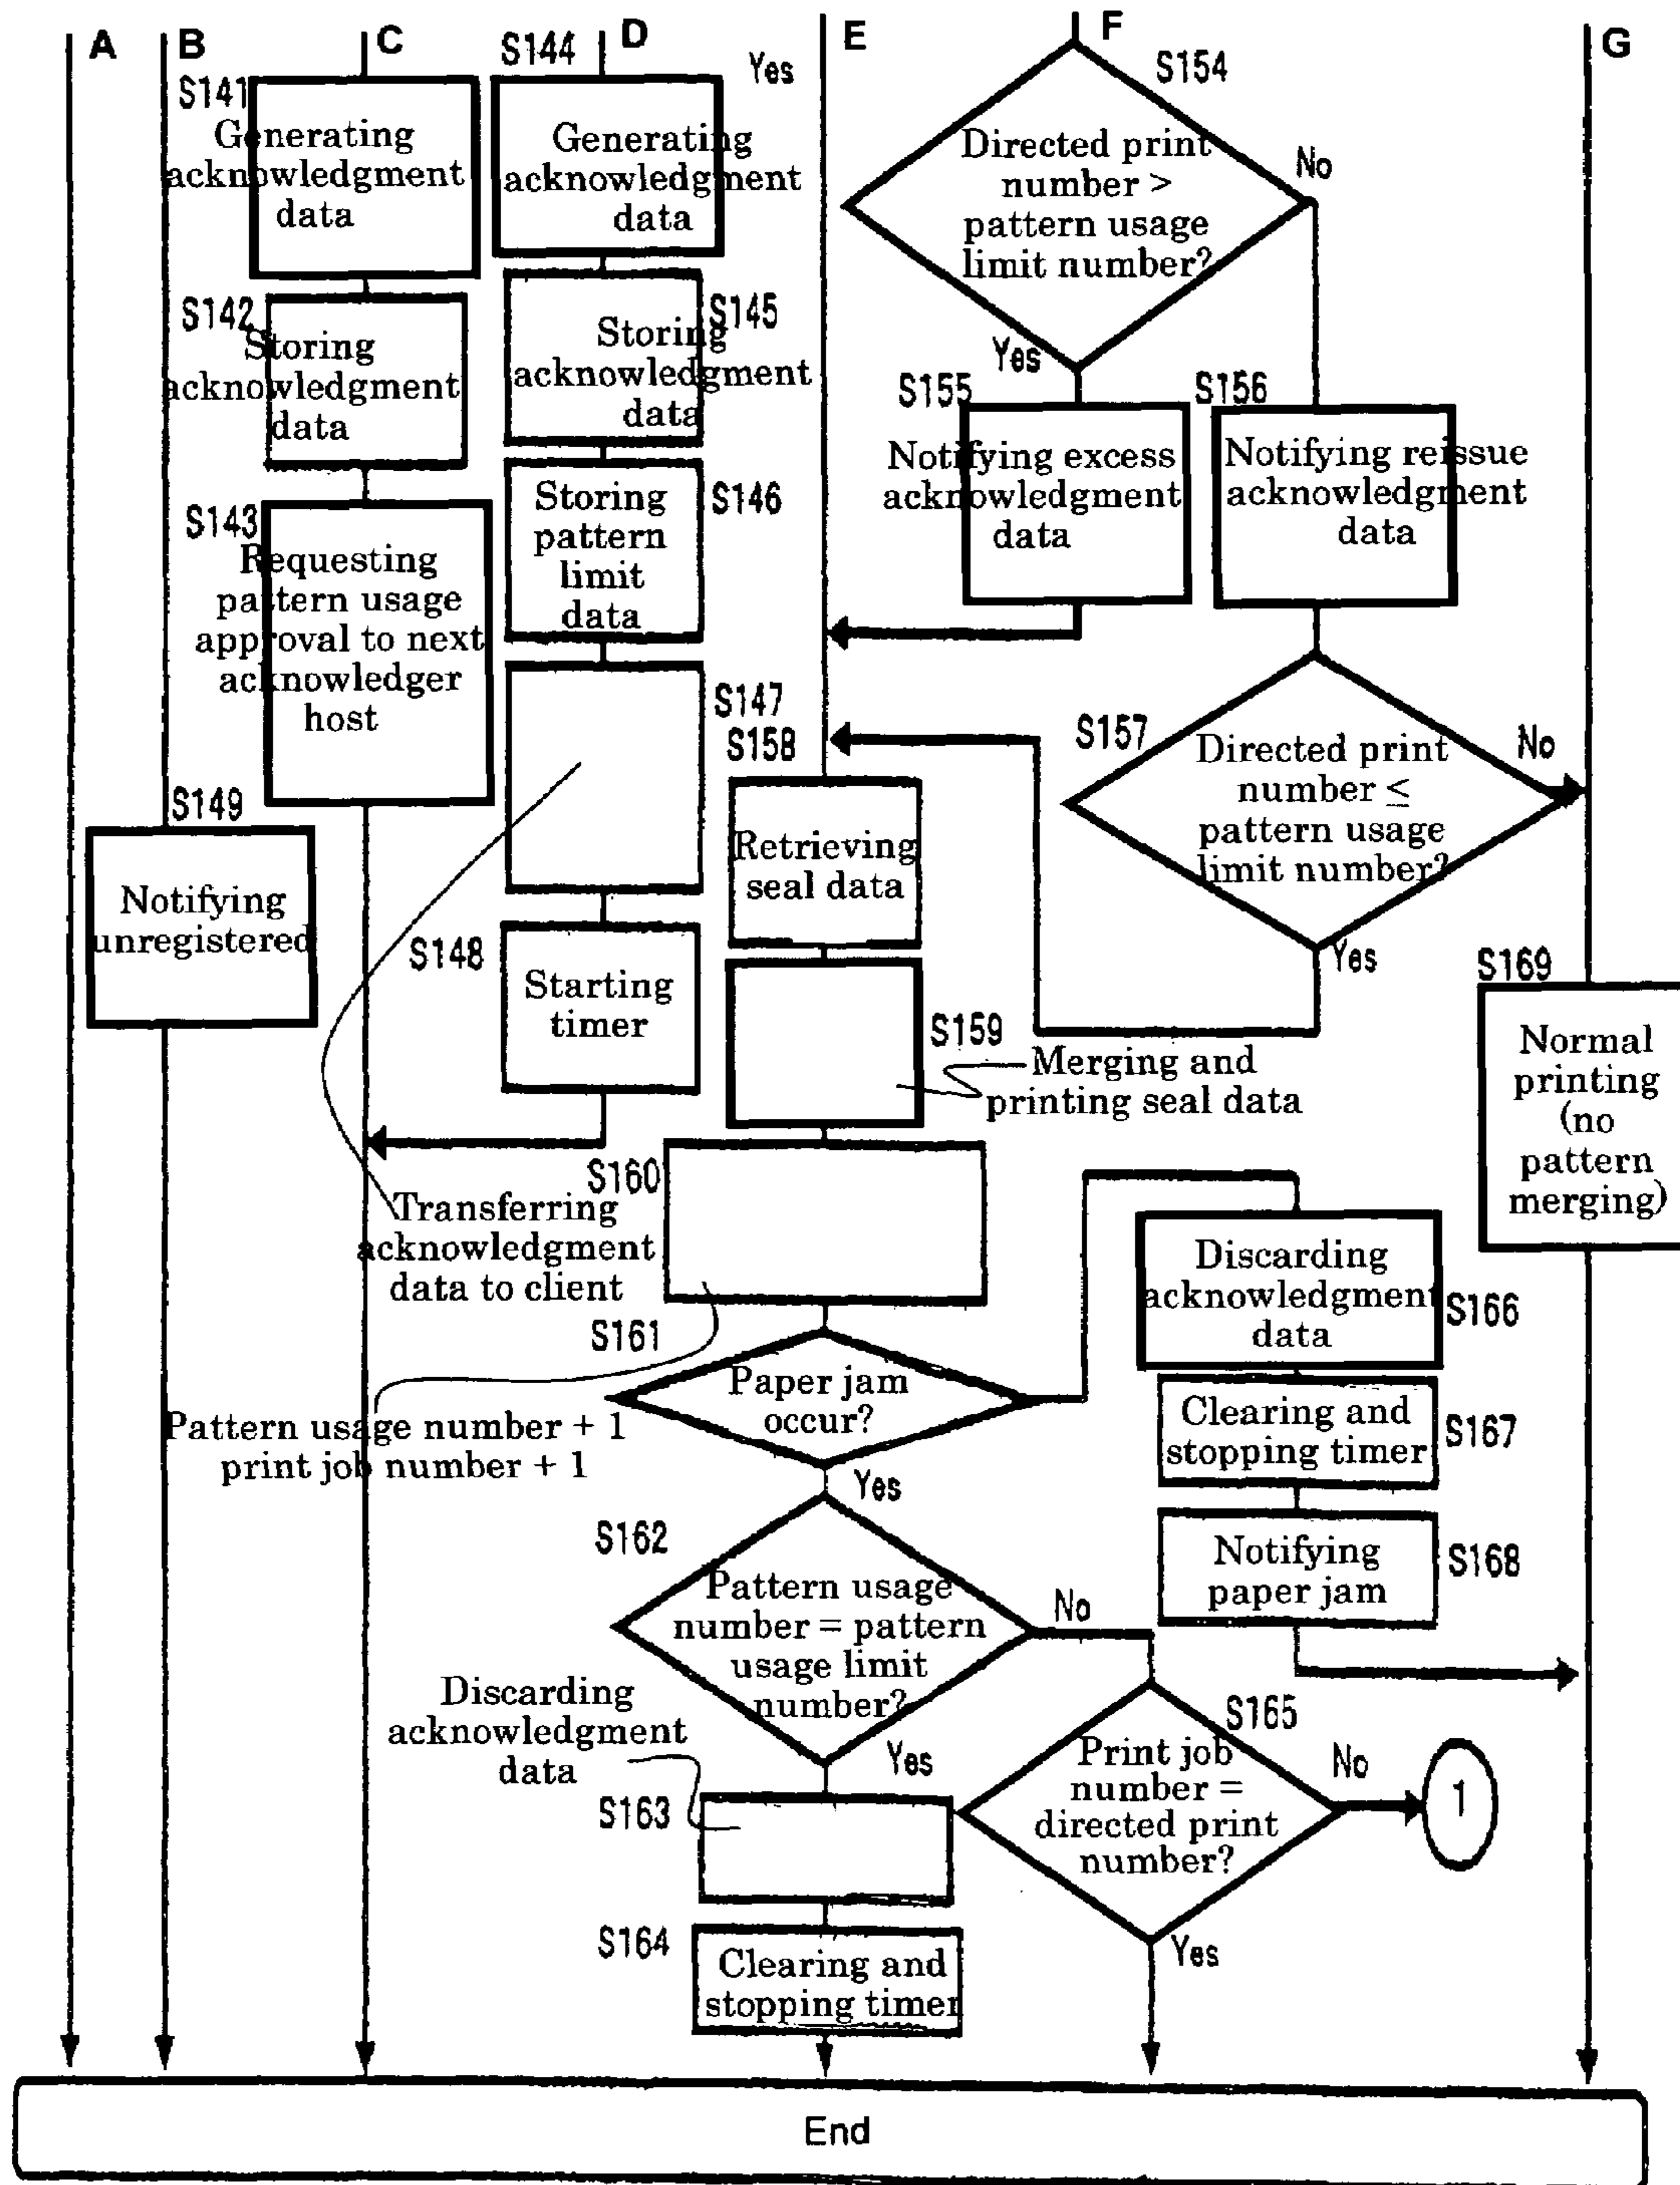 A
B
C
D
E
F
G
S141
Generating
acknowledgment
data
S142
Storing
acknowledgment
data
S143
Requesting
pattern usage
approval to next
acknowledger
host
S149
Notifying
unregistered
S144
Generating
acknowledgment
data
S145
Storing
acknowledgment
data
S146
Storing
pattern
limit
data
S147
S148
Starting
timer
Transferring
acknowledgment
data to client
Yes
S154
Directed print
number >
pattern usage
limit number?
No
Yes
S155
Notifying excess
acknowledgment
data
S156
Notifying reissue
acknowledgment
data
S157
Directed print
number ≤
pattern usage
limit number?
No
Yes
S158
Retrieving
seal data
S159
Merging and
printing seal data
S160
Pattern usage number + 1
print job number + 1
S161
Paper jam
occur?
Yes
S162
Pattern usage
number = pattern
usage limit
number?
No
Yes
Discarding
acknowledgment
data
S163
S164
Clearing and
stopping timer
S165
Print job
number =
directed print
number?
No
1
Yes
Discarding
acknowledgment
data
S166
Clearing and
stopping timer
S167
Notifying
paper jam
S168
S169
Normal
printing
(no
pattern
merging)
End